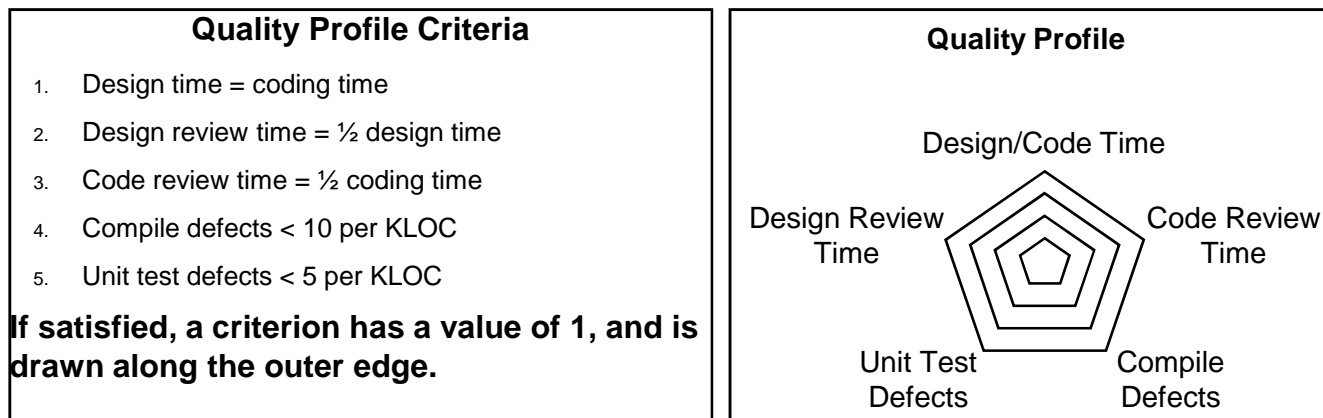 Quality Profile Criteria
1. Design time = coding time
2. Design review time = ½ design time
3. Code review time = ½ coding time
4. Compile defects < 10 per KLOC
5. Unit test defects < 5 per KLOC
If satisfied, a criterion has a value of 1, and is
drawn along the outer edge.
Quality Profile
Design/Code Time
Design Review
Time
Code Review
Time
Unit Test
Defects
Compile
Defects